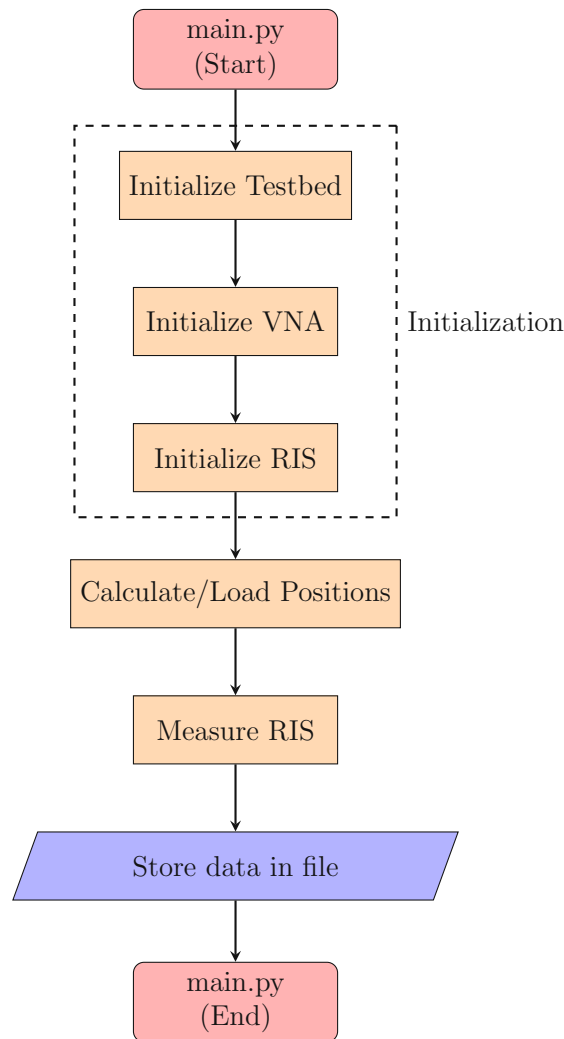 main.py
(Start)
Initialize Testbed
Initialize VNA
Initialization
Initialize RIS
Calculate/Load Positions
Measure RIS
Store data in file
main.py
(End)